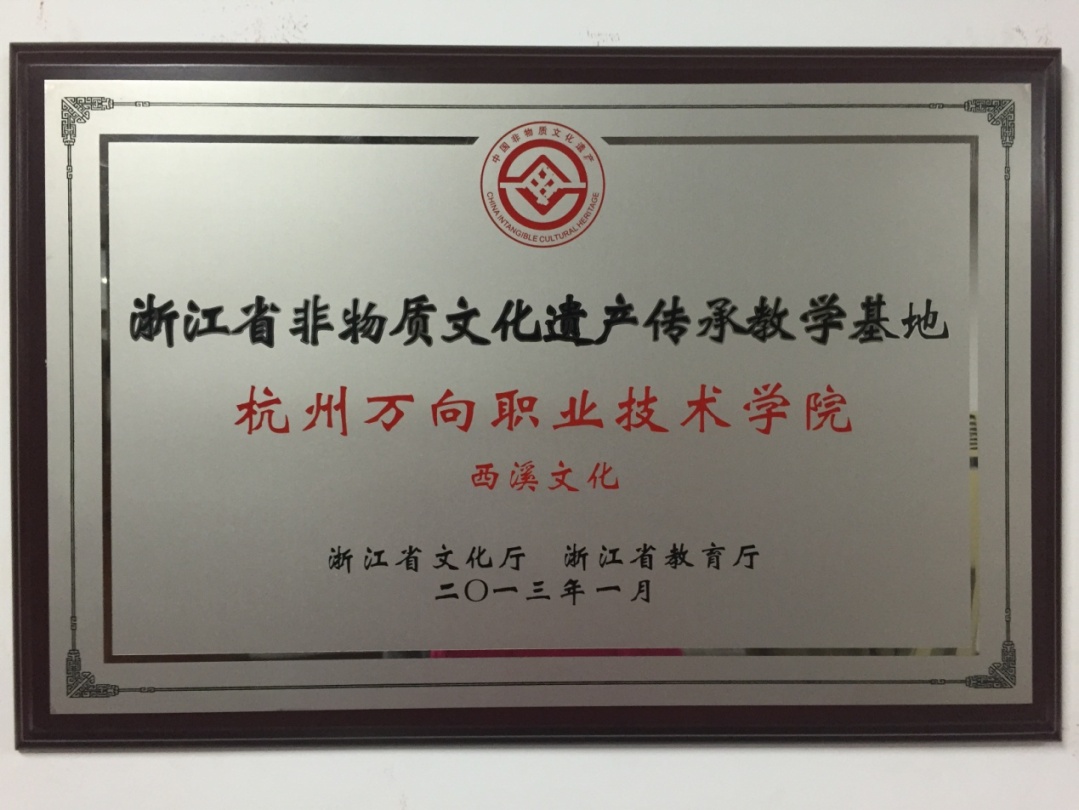 中国非物质文化遗产
CHINA INTANGIBLE CULTURAL HERITAGE
浙江省非物质文化遗产传承教学基地
杭州万向职业技术学院
西溪文化
浙江省文化厅 浙江省教育厅
二〇一三年一月